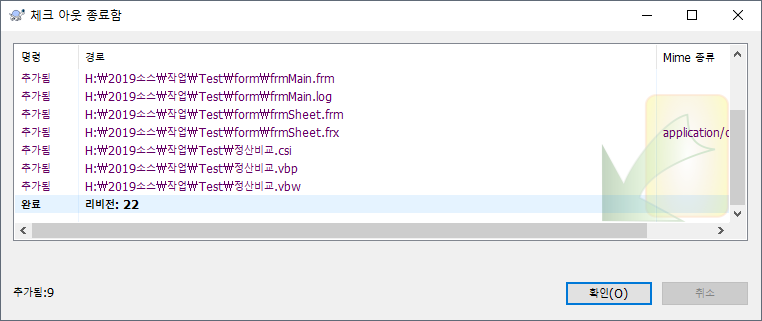 체크 아웃 종료함
명령 경로 Mime 종류
추가됨 H:\2019소스\작업\Test\form\frmMain.frm
추가됨 H:\2019소스\작업\Test\form\frmMain.log
추가됨 H:\2019소스\작업\Test\form\frmSheet.frm
추가됨 H:\2019소스\작업\Test\form\frmSheet.frx application/
추가됨 H:\2019소스\작업\Test\정산비교.csi
추가됨 H:\2019소스\작업\Test\정산비교.vbp
추가됨 H:\2019소스\작업\Test\정산비교.vbw
완료 리비전: 22
추가됨:9 확인(O) 취소